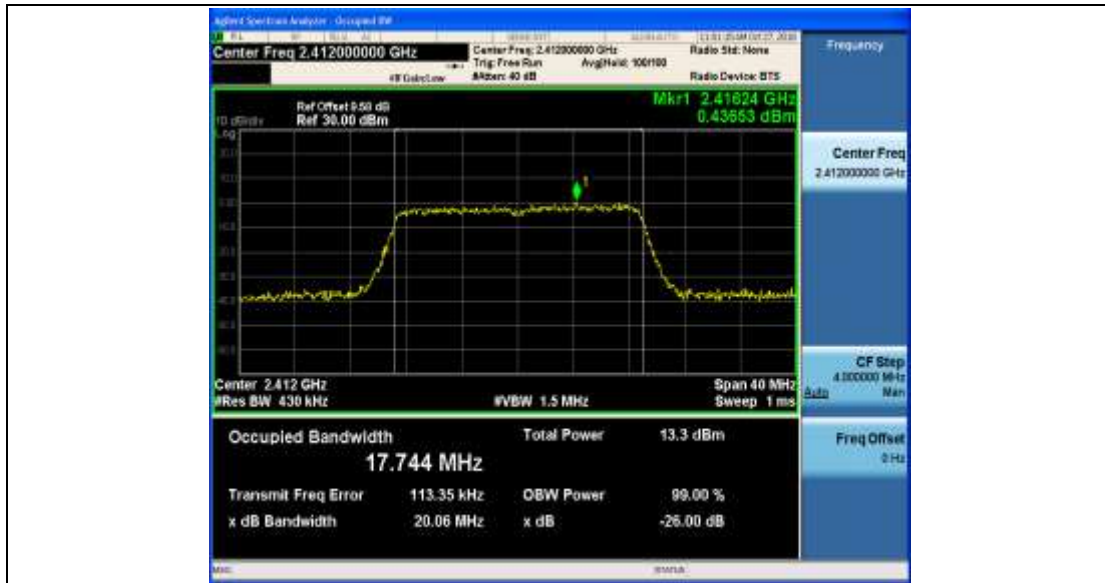 Agilent Spectrum Analyzer - Occupied BW
Center Freq 2.412000000 GHz
Center Freq: 2.412000000 GHz
Radio Std: None
Trig: Free Run Avg|Hold: 100/100
#IFGain:Low #Atten: 40 dB Radio Device: BTS
Frequency
Mkr1 2.41624 GHz
0.43653 dBm
Ref Offset 9.58 dB
10 dB/div Ref 30.00 dBm
Log
1
Center Freq
2.412000000 GHz
Center 2.412 GHz Span 40 MHz
#Res BW 430 kHz #VBW 1.5 MHz Sweep 1 ms
CF Step
4.000000 MHz
Auto Man
Occupied Bandwidth Total Power 13.3 dBm
17.744 MHz
Transmit Freq Error 113.35 kHz OBW Power 99.00 %
x dB Bandwidth 20.06 MHz x dB -26.00 dB
Freq Offset
0 Hz
MSG STATUS